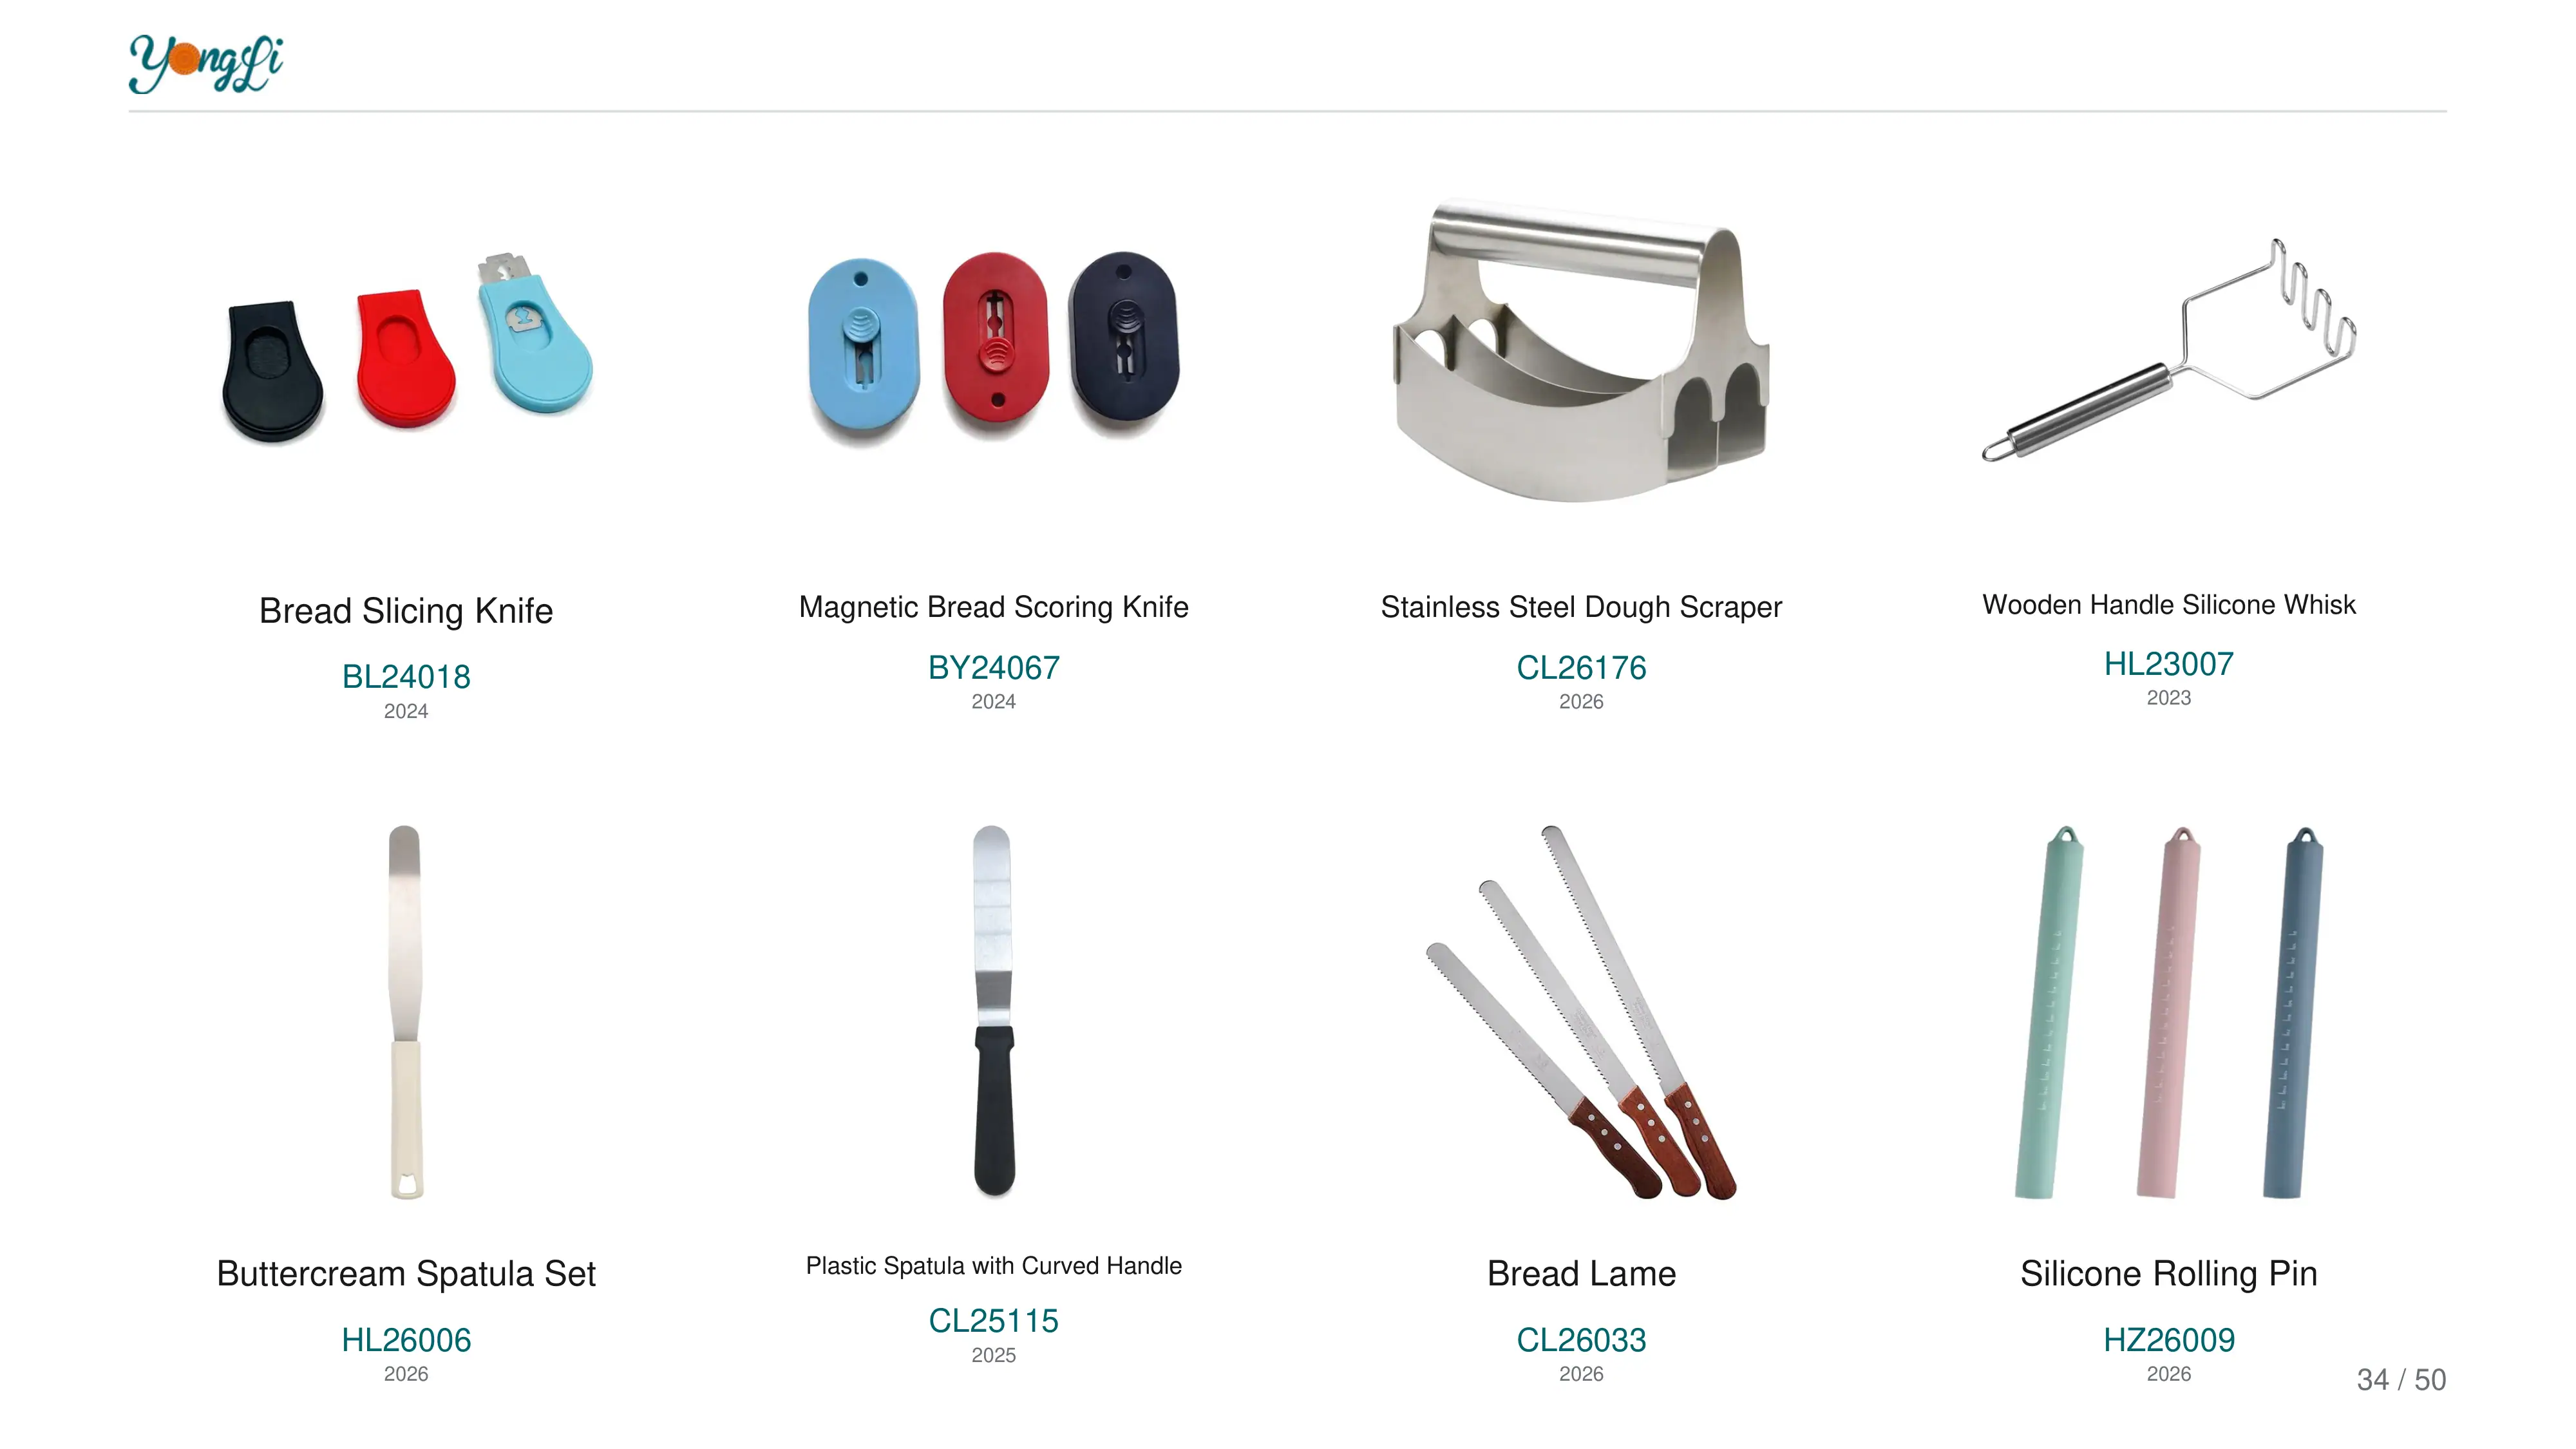 YongLi
Bread Slicing Knife
BL24018
2024
Magnetic Bread Scoring Knife
BY24067
2024
Stainless Steel Dough Scraper
CL26176
2026
Wooden Handle Silicone Whisk
HL23007
2023
Buttercream Spatula Set
HL26006
2026
Plastic Spatula with Curved Handle
CL25115
2025
Bread Lame
CL26033
2026
Silicone Rolling Pin
HZ26009
2026
34 / 50